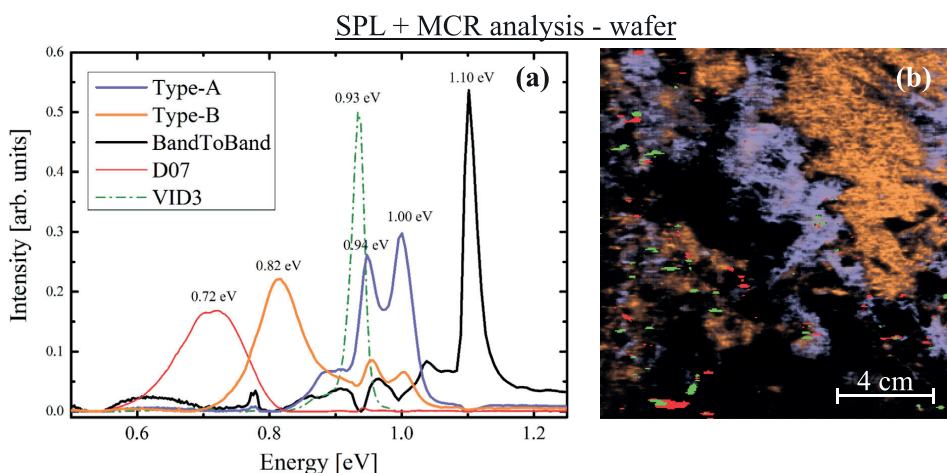 SPL + MCR analysis - wafer
(a)
(b)
Type-A
Type-B
BandToBand
D07
VID3
1.10 eV
0.93 eV
1.00 eV
0.94 eV
0.82 eV
0.72 eV
0.6
0.5
0.4
0.3
0.2
0.1
0.0
Intensity [arb. units]
0.6 0.8 1.0 1.2
Energy [eV]
4 cm